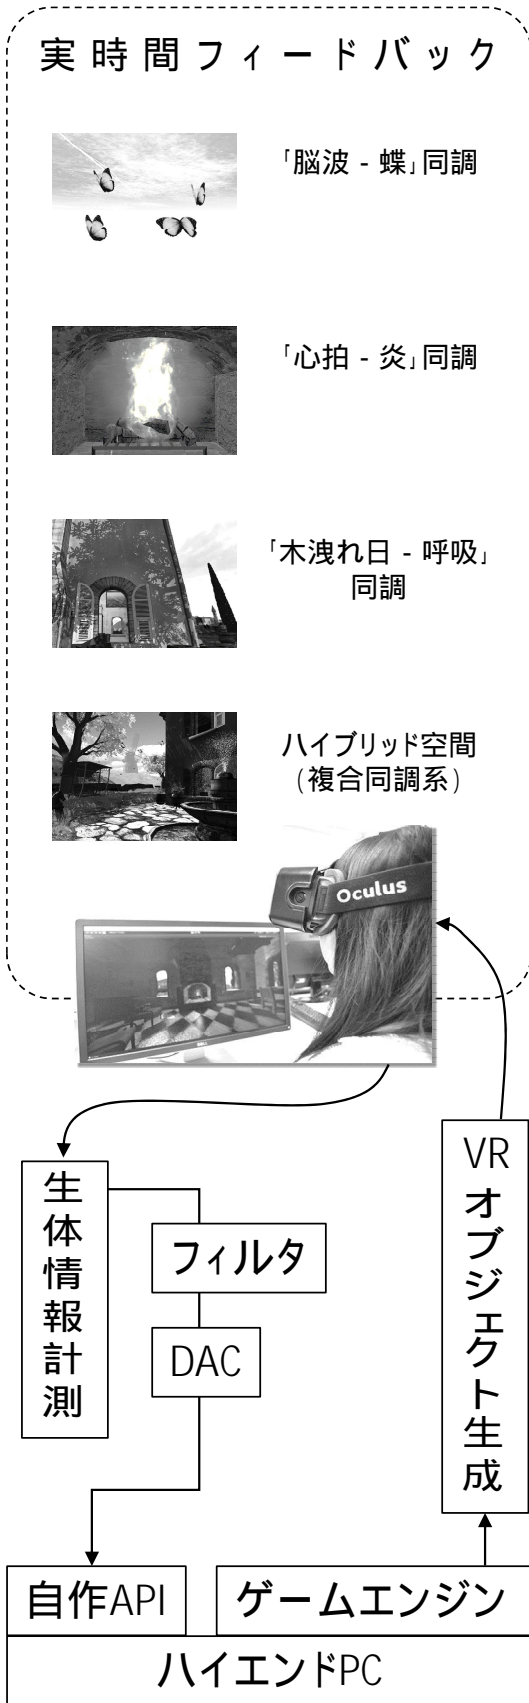 実時間フィードバック
「脳波 - 蝶」同調
「心拍 - 炎」同調
「木洩れ日 - 呼吸」
同調
ハイブリッド空間
(複合同調系)
Oculus
DELL
生体情報計測
フィルタ
DAC
VRオブジェクト生成
自作API
ゲームエンジン
ハイエンドPC